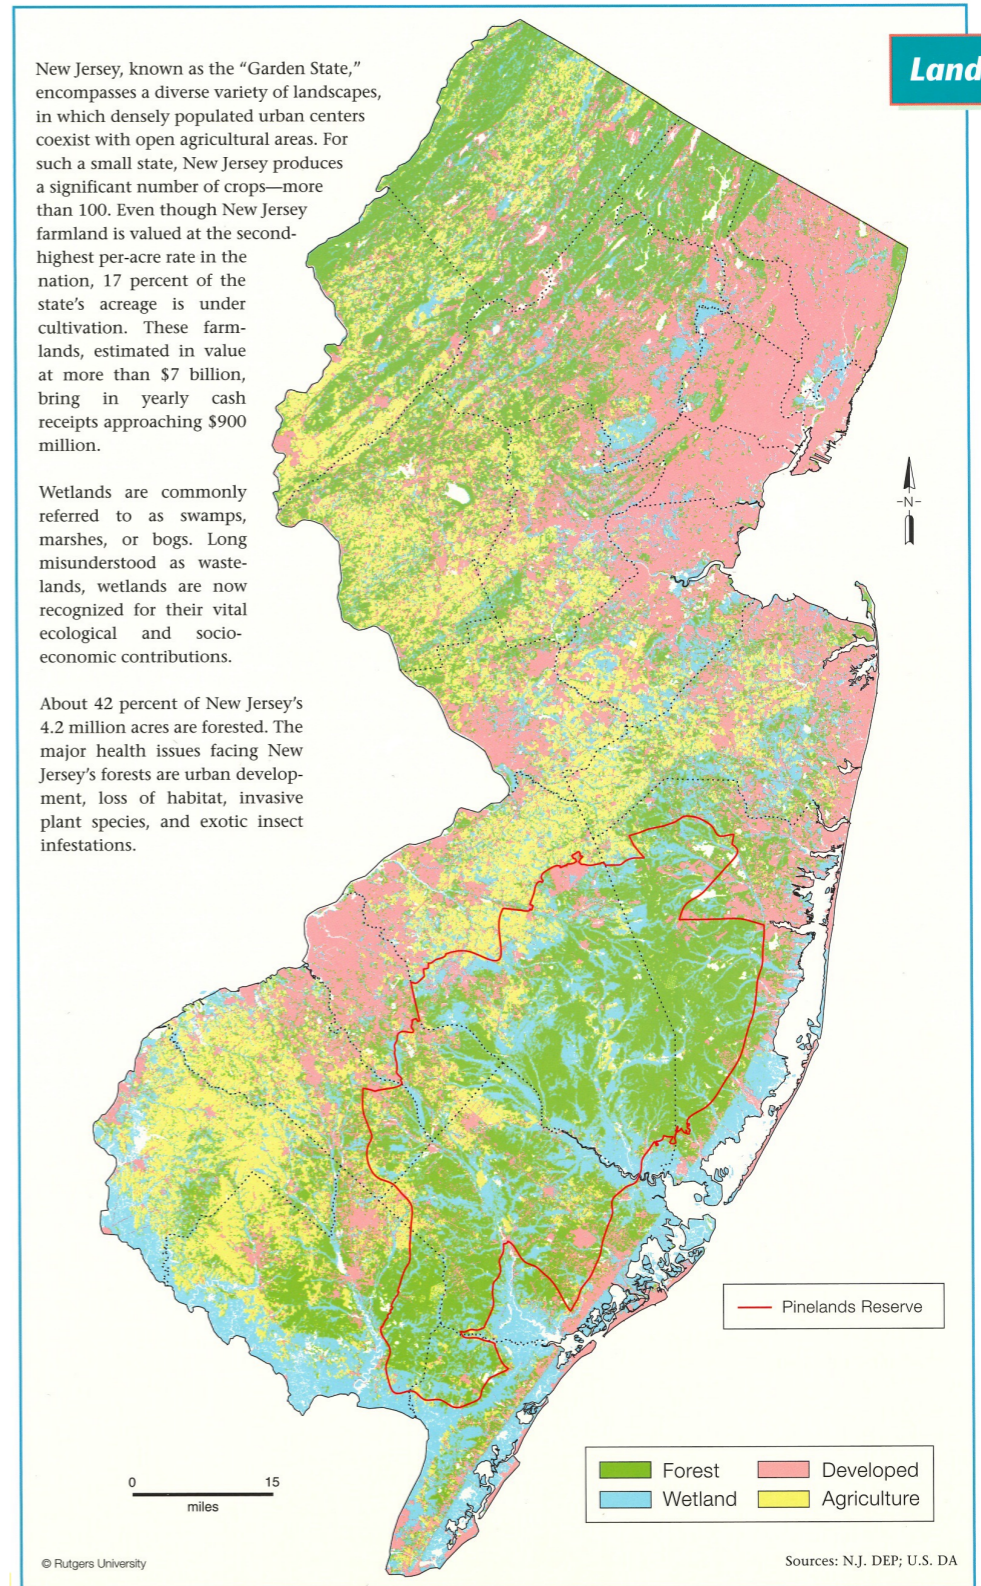 Land
New Jersey, known as the “Garden State,”
encompasses a diverse variety of landscapes,
in which densely populated urban centers
coexist with open agricultural areas. For
such a small state, New Jersey produces
a significant number of crops—more
than 100. Even though New Jersey
farmland is valued at the second-
highest per-acre rate in the
nation, 17 percent of the
state’s acreage is under
cultivation. These farm-
lands, estimated in value
at more than $7 billion,
bring in yearly cash
receipts approaching $900
million.
Wetlands are commonly
referred to as swamps,
marshes, or bogs. Long
misunderstood as waste-
lands, wetlands are now
recognized for their vital
ecological and socio-
economic contributions.
About 42 percent of New Jersey’s
4.2 million acres are forested. The
major health issues facing New
Jersey’s forests are urban develop-
ment, loss of habitat, invasive
plant species, and exotic insect
infestations.
-N-
Pinelands Reserve
Forest
Developed
Wetland
Agriculture
0 15
miles
© Rutgers University
Sources: N.J. DEP; U.S. DA